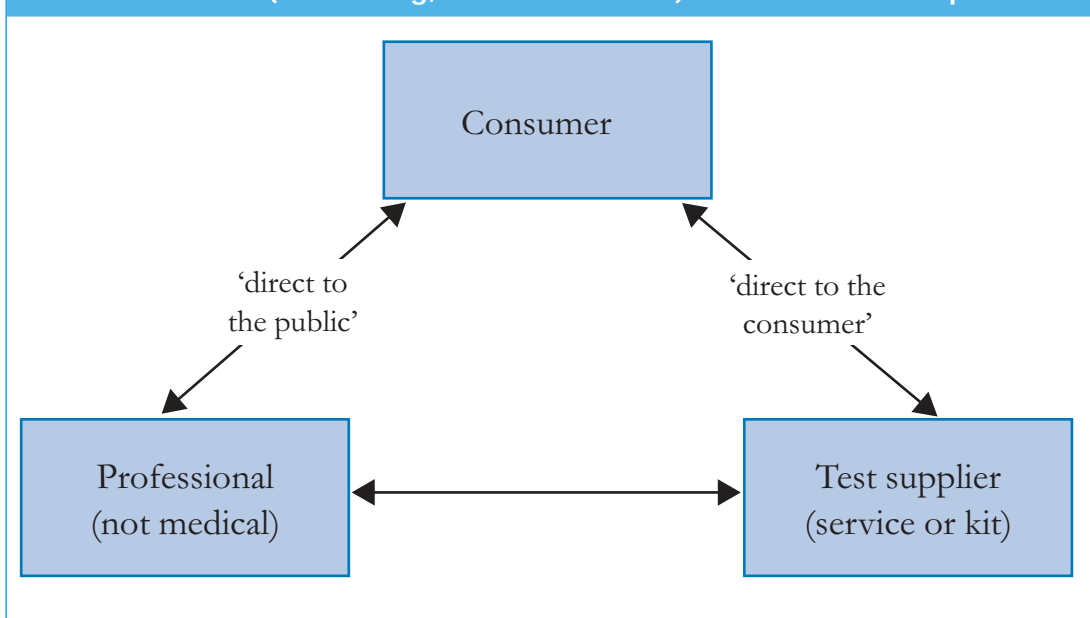 Consumer
‘direct to
the public’
‘direct to the
consumer’
Professional
(not medical)
Test supplier
(service or kit)